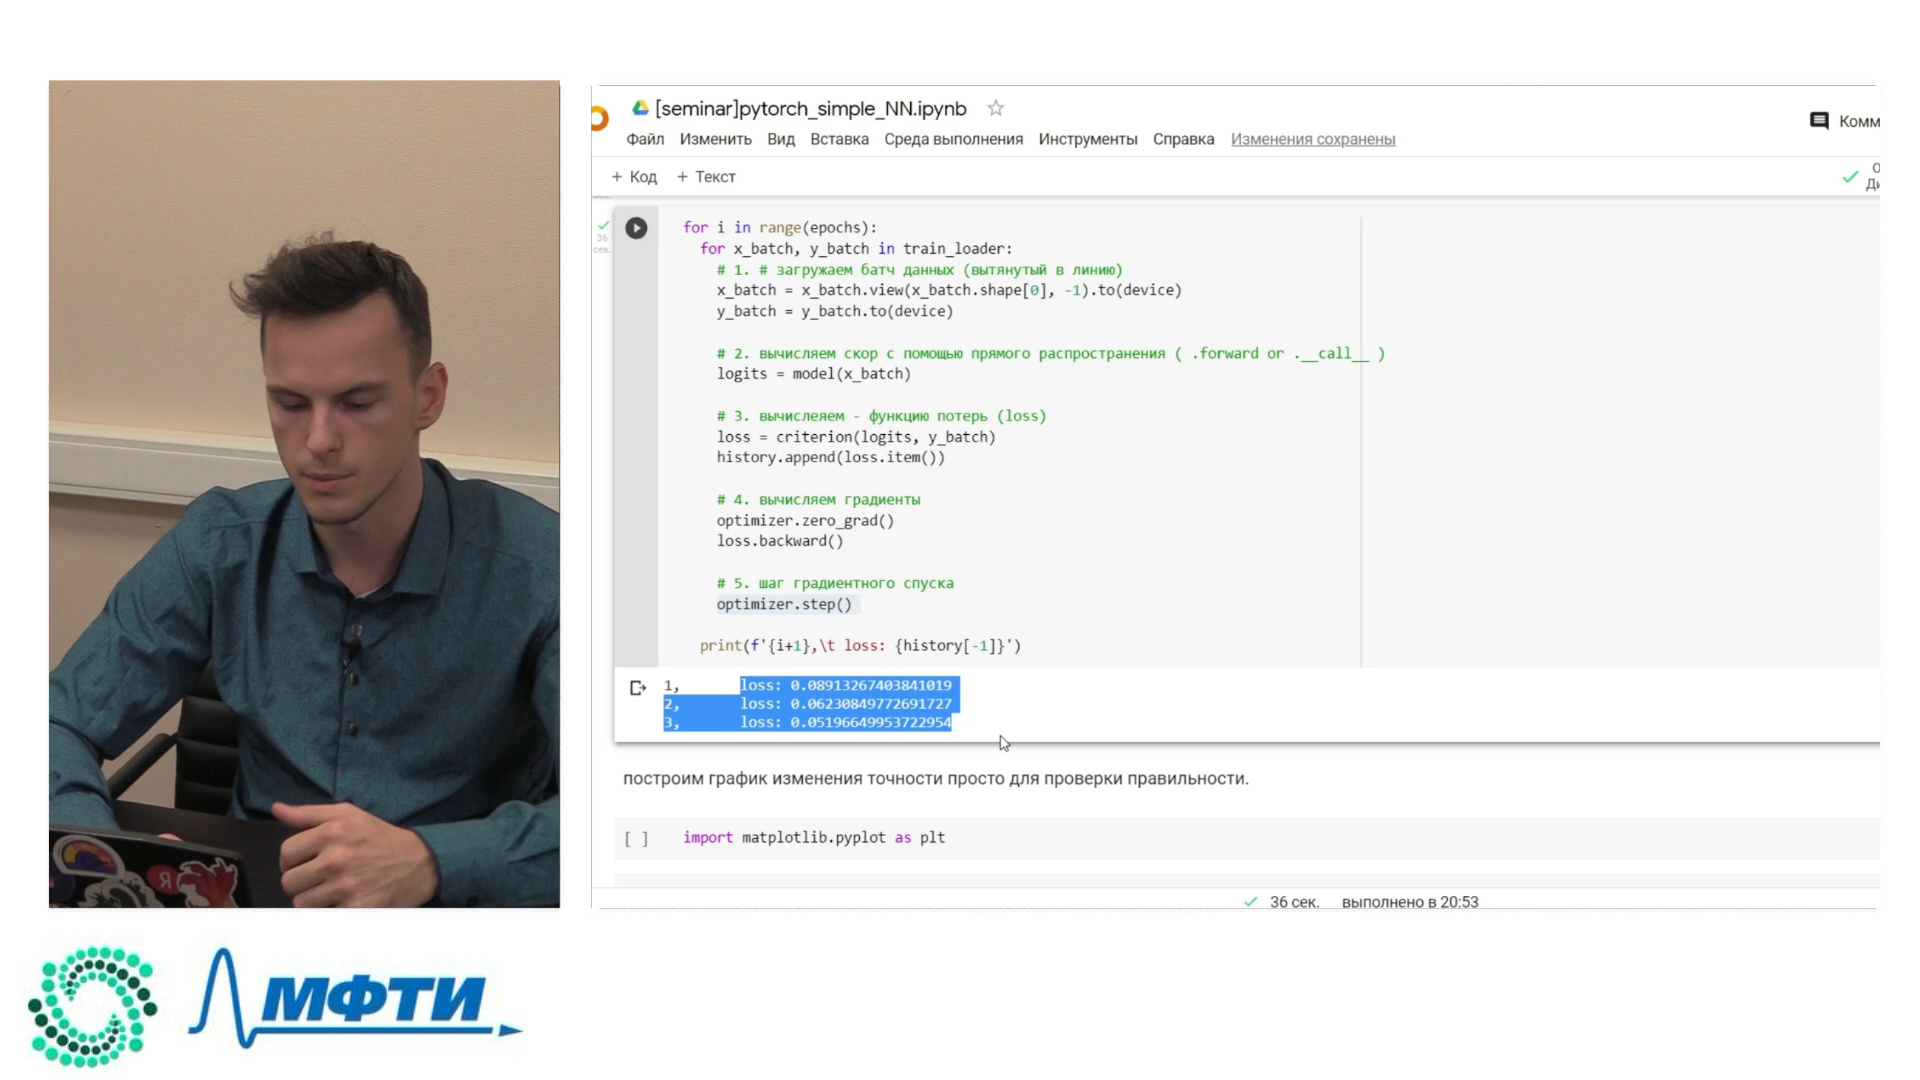 [seminar]pytorch_simple_NN.ipynb
Комм
Файл Изменить Вид Вставка Среда выполнения Инструменты Справка Изменения сохранены
+ Код + Текст
36
сек.
for i in range(epochs):
for x_batch, y_batch in train_loader:
# 1. # загружаем батч данных (вытянутый в линию)
x_batch = x_batch.view(x_batch.shape[0], -1).to(device)
y_batch = y_batch.to(device)
# 2. вычисляем скор с помощью прямого распространения ( .forward or .__call__ )
logits = model(x_batch)
# 3. вычислеяем - функцию потерь (loss)
loss = criterion(logits, y_batch)
history.append(loss.item())
# 4. вычисляем градиенты
optimizer.zero_grad()
loss.backward()
# 5. шаг градиентного спуска
optimizer.step()
print(f'{i+1},\t loss: {history[-1]}')
1, loss: 0.08913267403841019
2, loss: 0.06230849772691727
3, loss: 0.05196649953722954
построим график изменения точности просто для проверки правильности.
[ ] import matplotlib.pyplot as plt
36 сек. выполнено в 20:53
Я
МФТИ